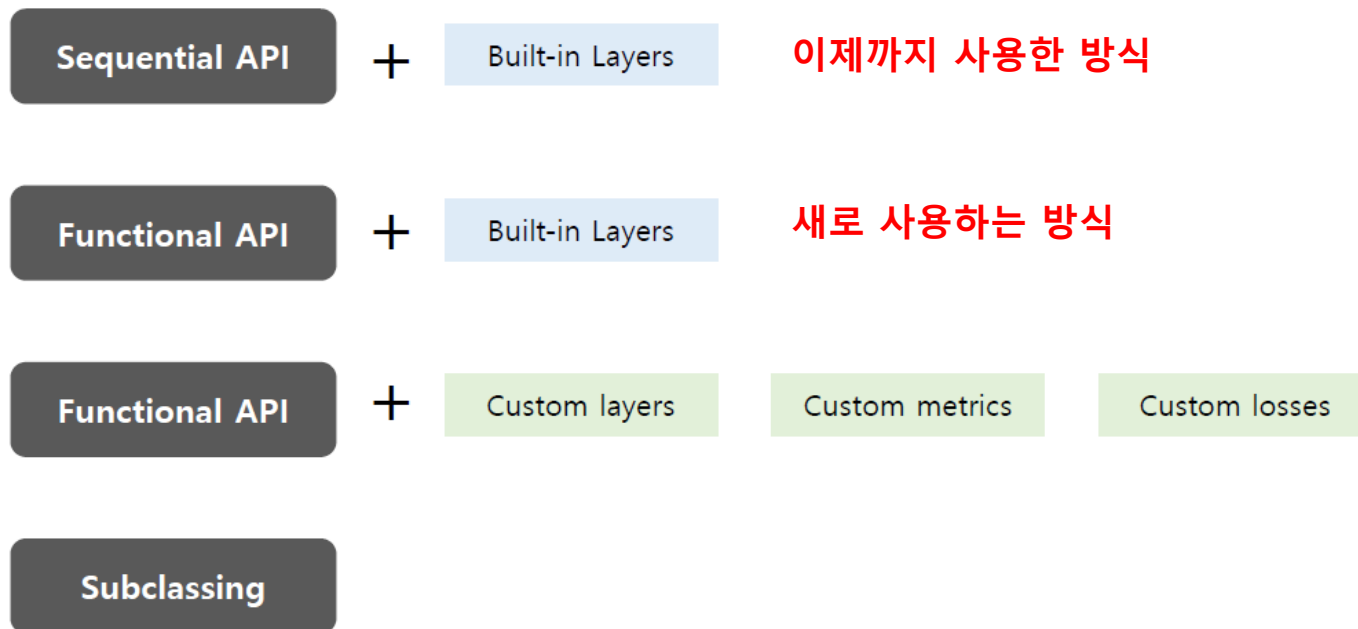 Sequential API + Built-in Layers 이제까지 사용한 방식
Functional API + Built-in Layers 새로 사용하는 방식
Functional API + Custom layers Custom metrics Custom losses
Subclassing